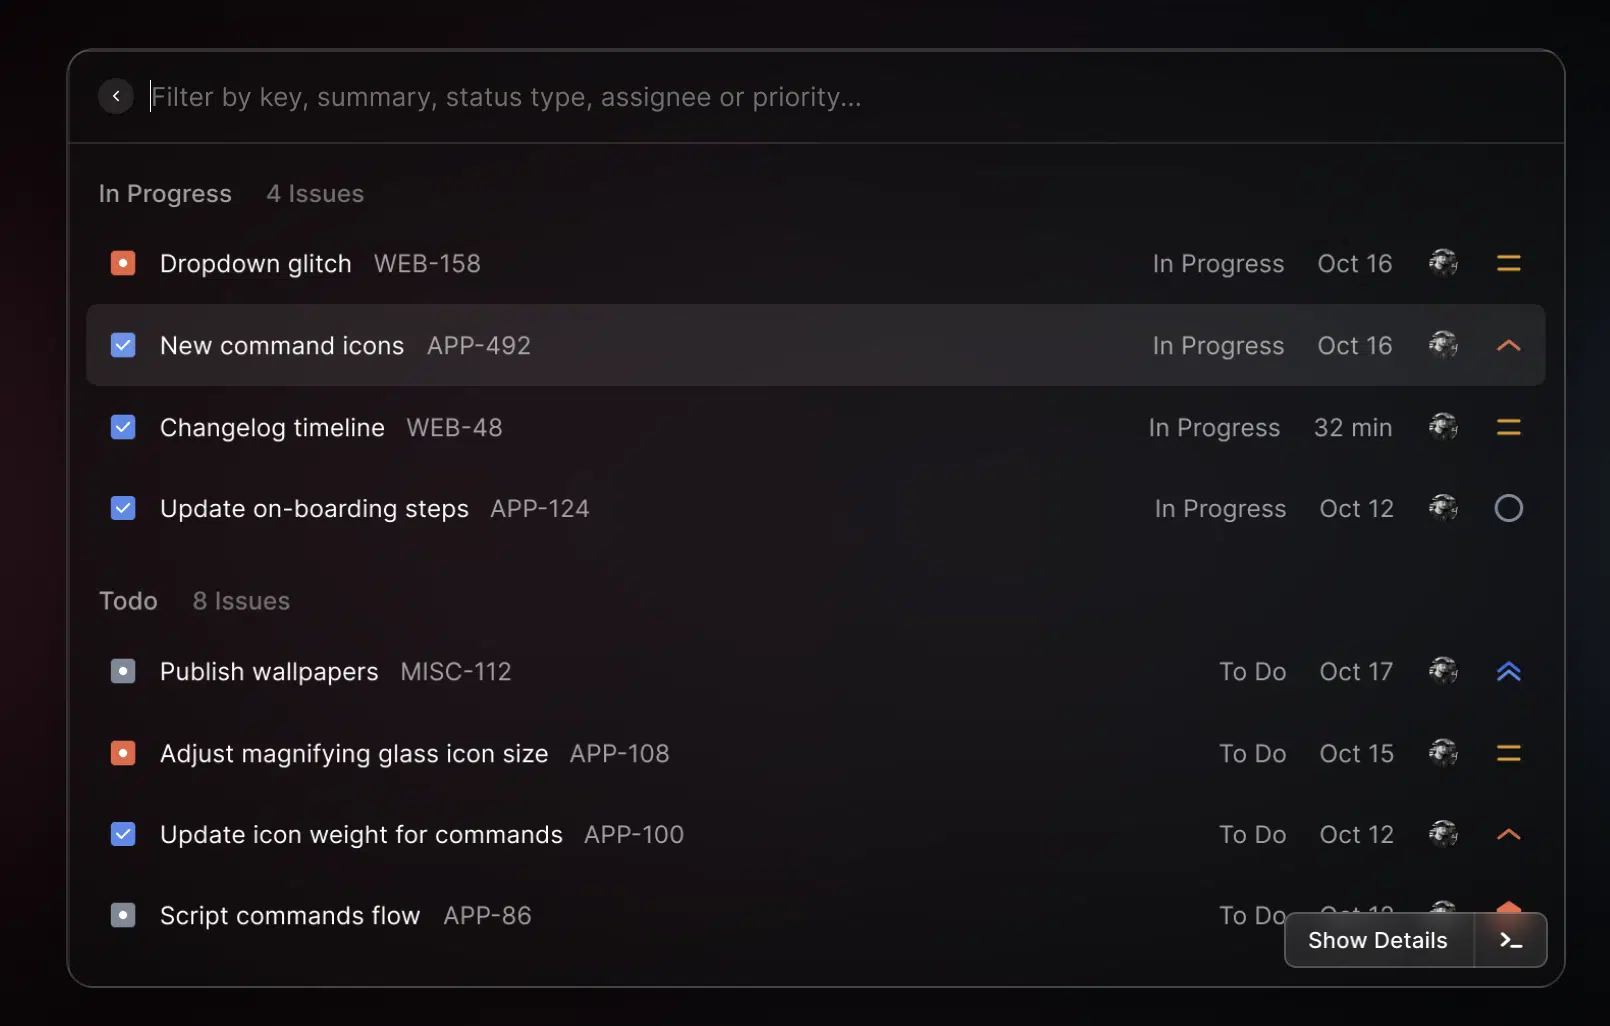 Filter by key, summary, status type, assignee or priority...
In Progress 4 Issues
Dropdown glitch WEB-158 In Progress Oct 16
New command icons APP-492 In Progress Oct 16
Changelog timeline WEB-48 In Progress 32 min
Update on-boarding steps APP-124 In Progress Oct 12
Todo 8 Issues
Publish wallpapers MISC-112 To Do Oct 17
Adjust magnifying glass icon size APP-108 To Do Oct 15
Update icon weight for commands APP-100 To Do Oct 12
Script commands flow APP-86 To Do Oct
Show Details